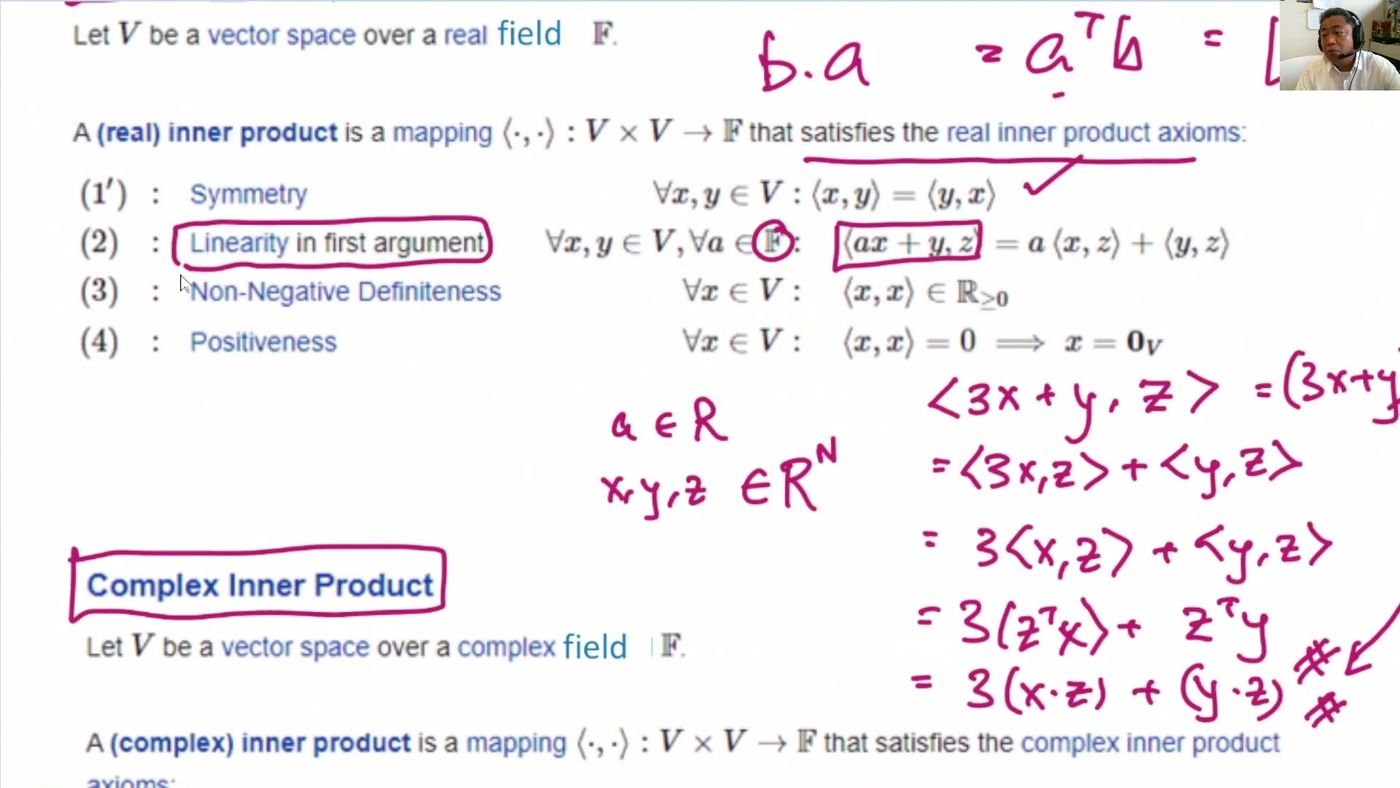 Let V be a vector space over a real field 𝔽.
b.a = aᵀb = [
A (real) inner product is a mapping ⟨·,·⟩ : V × V → 𝔽 that satisfies the real inner product axioms:
(1′) : Symmetry ∀x, y ∈ V : ⟨x, y⟩ = ⟨y, x⟩ ✓
(2) : Linearity in first argument ∀x, y ∈ V, ∀a ∈ 𝔽 : ⟨ax + y, z⟩ = a ⟨x, z⟩ + ⟨y, z⟩
(3) : Non-Negative Definiteness ∀x ∈ V : ⟨x, x⟩ ∈ ℝ≥0
(4) : Positiveness ∀x ∈ V : ⟨x, x⟩ = 0 ⟹ x = 0_V
<3x + y, z> = (3x+y
a ∈ R
= <3x, z> + <y, z>
x, y, z ∈ Rᴺ
= 3<x, z> + <y, z>
Complex Inner Product
= 3(zᵀx) + zᵀy
Let V be a vector space over a complex field 𝔽.
= 3(x·z) + (y·z) #
#
A (complex) inner product is a mapping ⟨·,·⟩ : V × V → 𝔽 that satisfies the complex inner product
axioms: